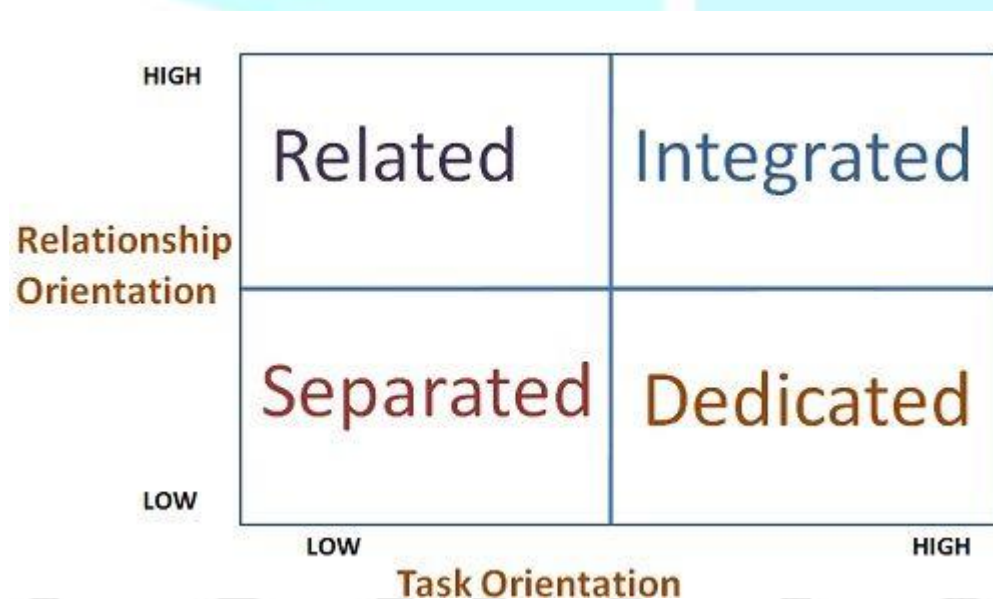 HIGH
Related
Integrated
Relationship
Orientation
Separated
Dedicated
LOW
LOW
HIGH
Task Orientation